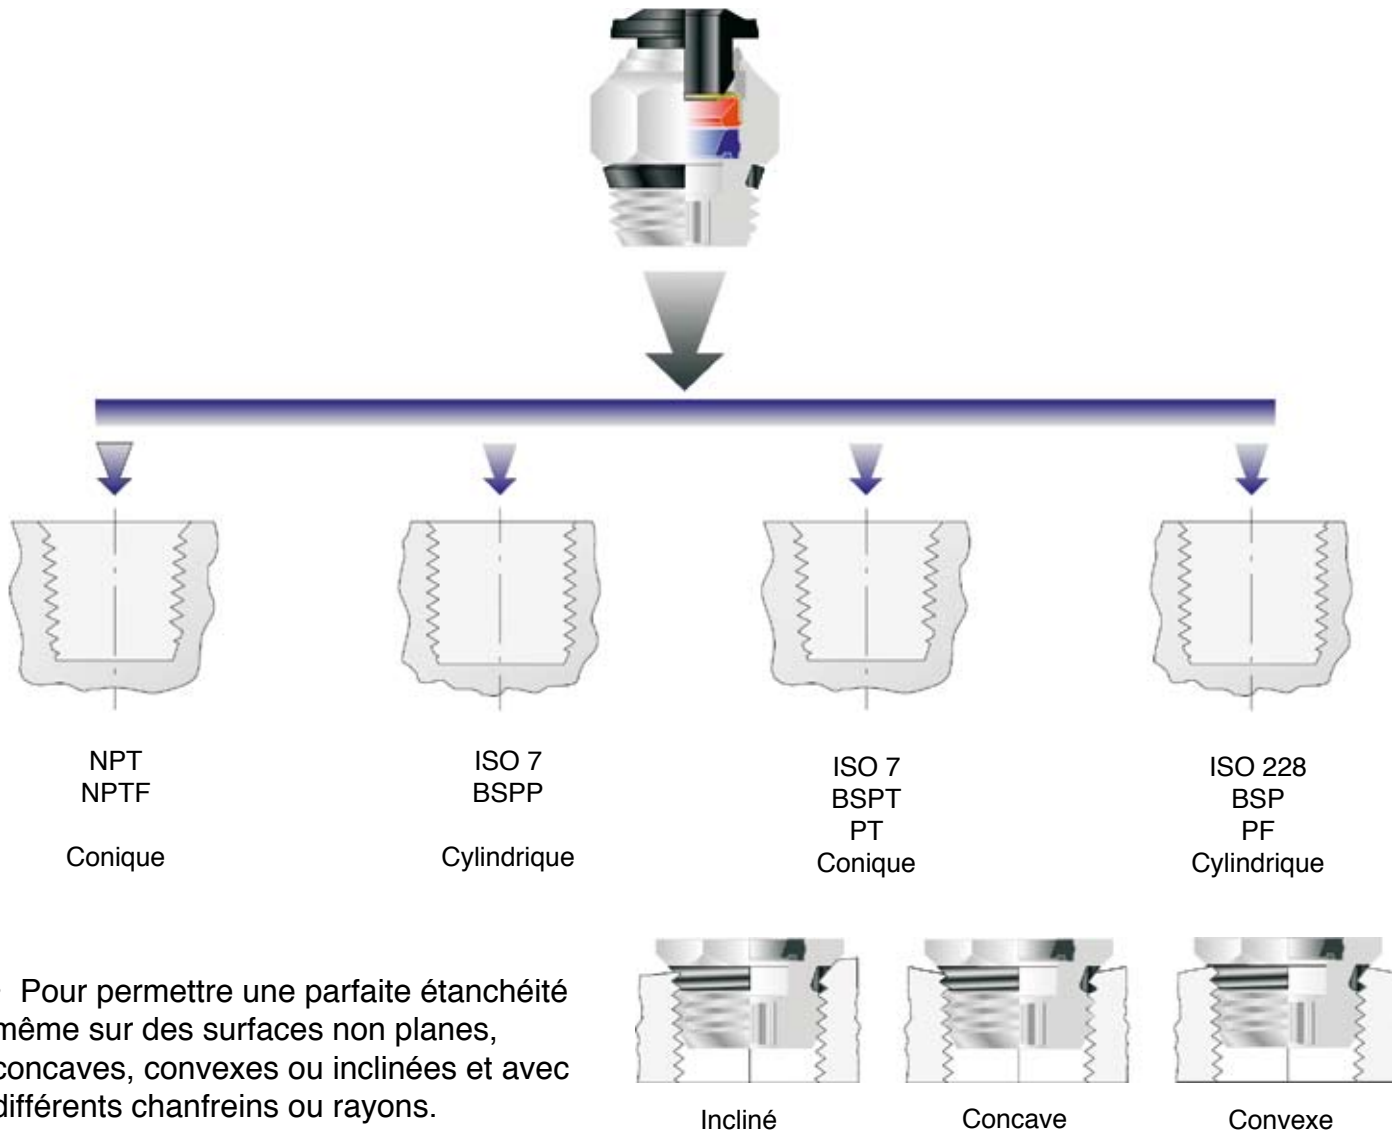 NPT
NPTF
Conique
ISO 7
BSPP
Cylindrique
ISO 7
BSPT
PT
Conique
ISO 228
BSP
PF
Cylindrique
Pour permettre une parfaite étanchéité
même sur des surfaces non planes,
concaves, convexes ou inclinées et avec
différents chanfreins ou rayons.
Incliné
Concave
Convexe